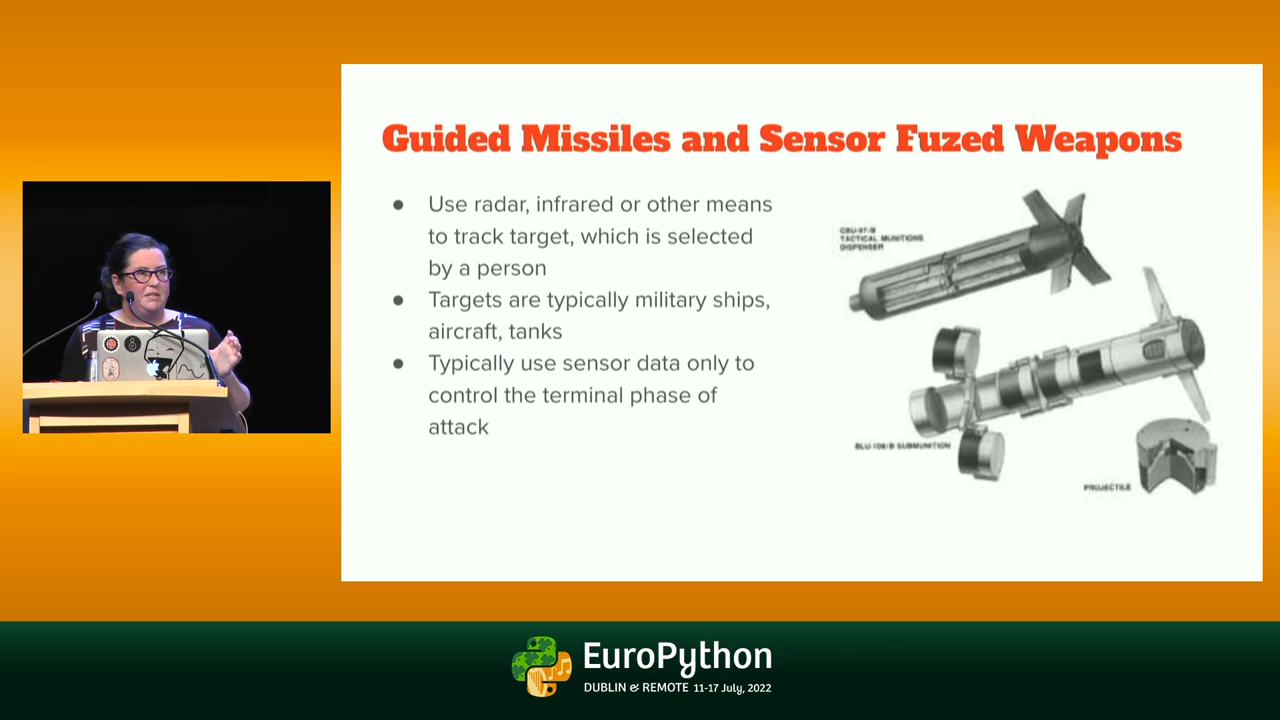 Guided Missiles and Sensor Fuzed Weapons
● Use radar, infrared or other means
to track target, which is selected
by a person
● Targets are typically military ships,
aircraft, tanks
● Typically use sensor data only to
control the terminal phase of
attack
CBU-97/B
TACTICAL MUNITIONS
DISPENSER
BLU-108/B SUBMUNITION
PROJECTILE
EuroPython
DUBLIN & REMOTE 11-17 July, 2022